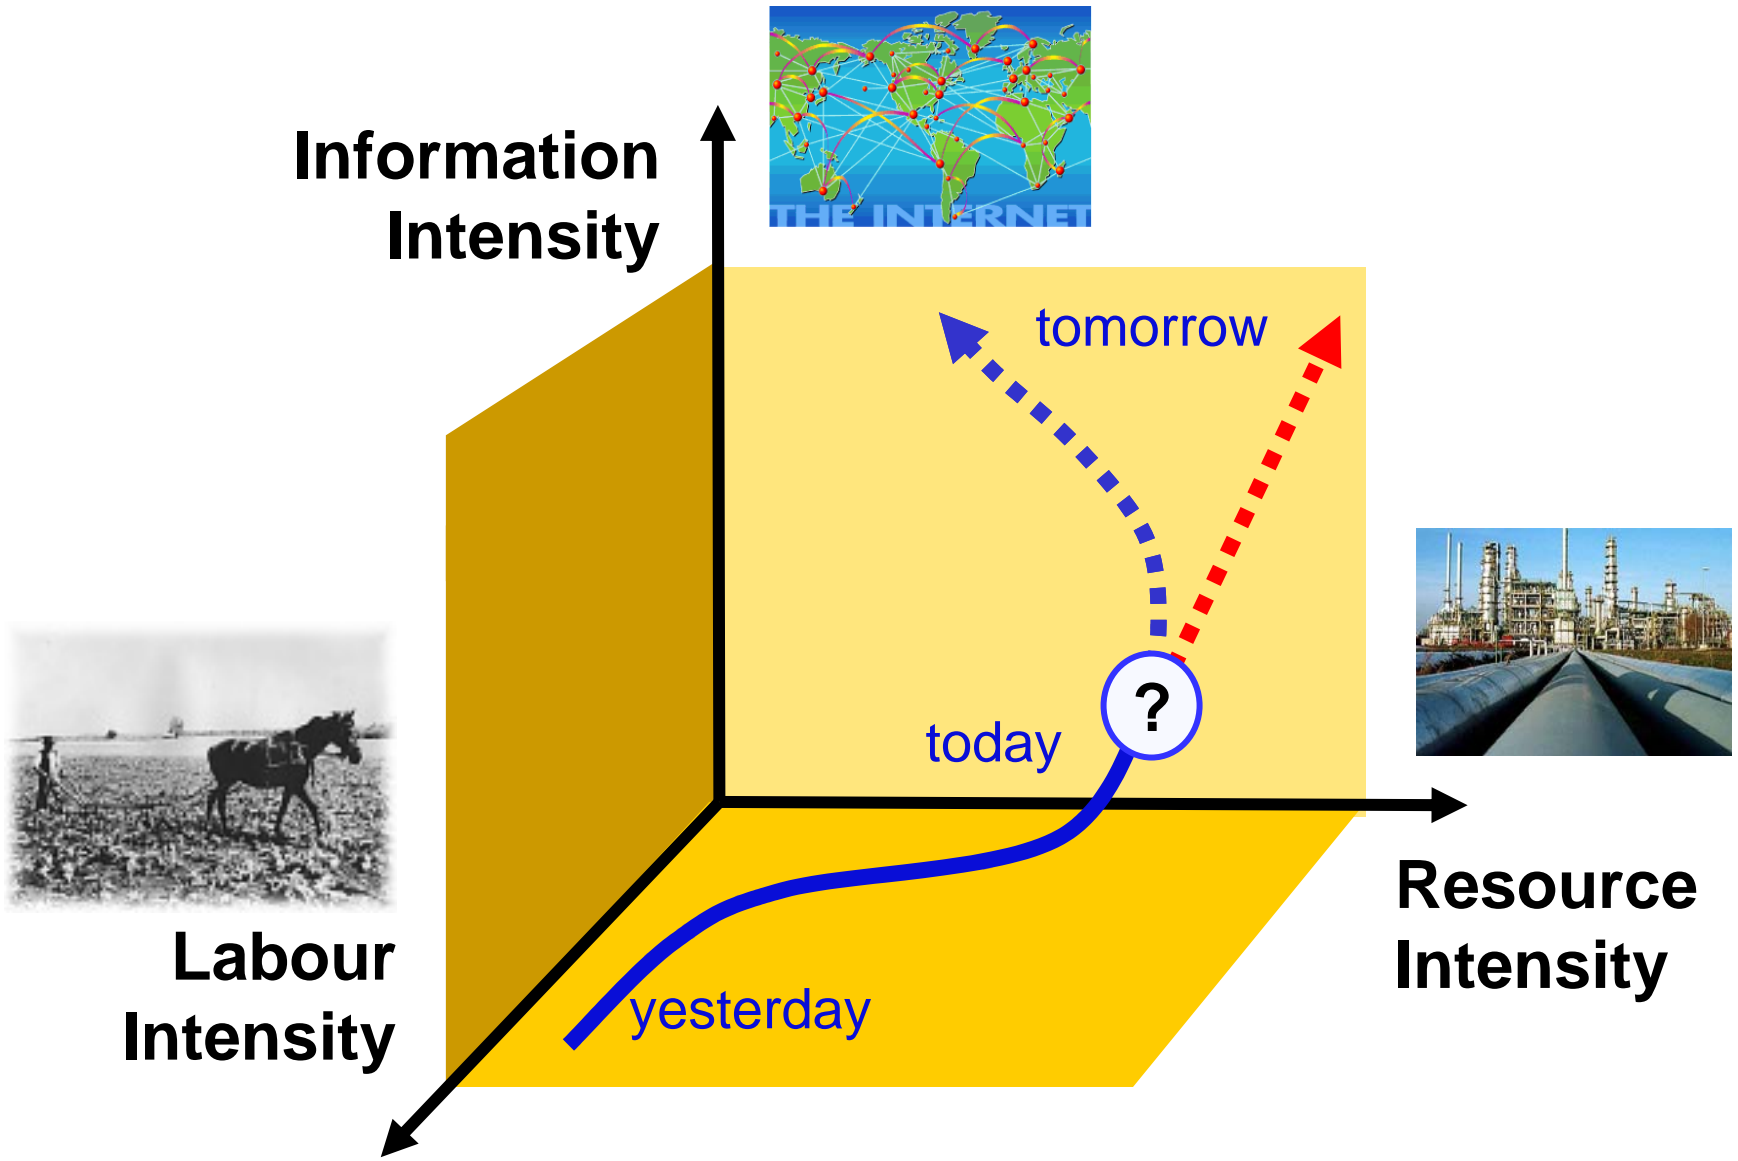 THE INTERNET
Information
Intensity
tomorrow
?
today
Resource
Intensity
Labour
Intensity
yesterday